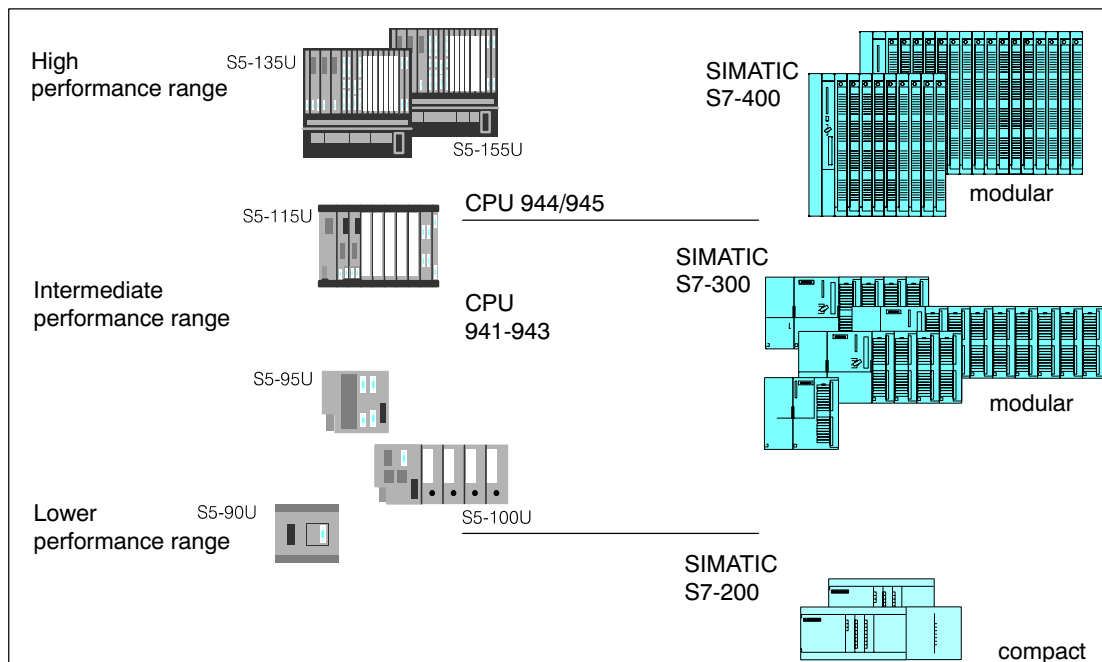 High
performance range
S5-135U
S5-155U
SIMATIC
S7-400
modular
S5-115U
CPU 944/945
Intermediate
performance range
CPU
941-943
SIMATIC
S7-300
modular
S5-95U
S5-100U
Lower
performance range
S5-90U
SIMATIC
S7-200
compact